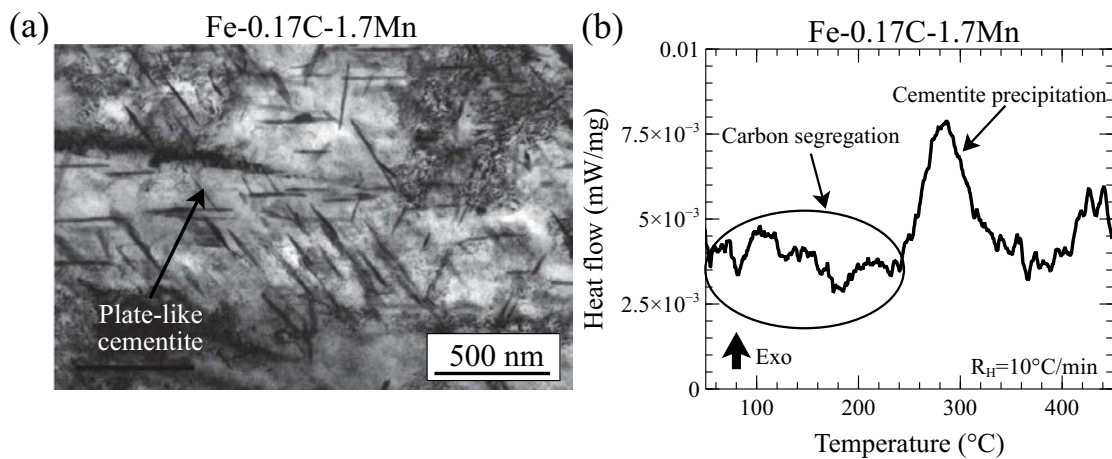 (a)
Fe-0.17C-1.7Mn
Plate-like
cementite
500 nm
(b)
Fe-0.17C-1.7Mn
0.01
7.5×10⁻³
5×10⁻³
2.5×10⁻³
0
Heat flow (mW/mg)
Cementite precipitation
Carbon segregation
Exo
R_H=10°C/min
100
200
300
400
Temperature (°C)